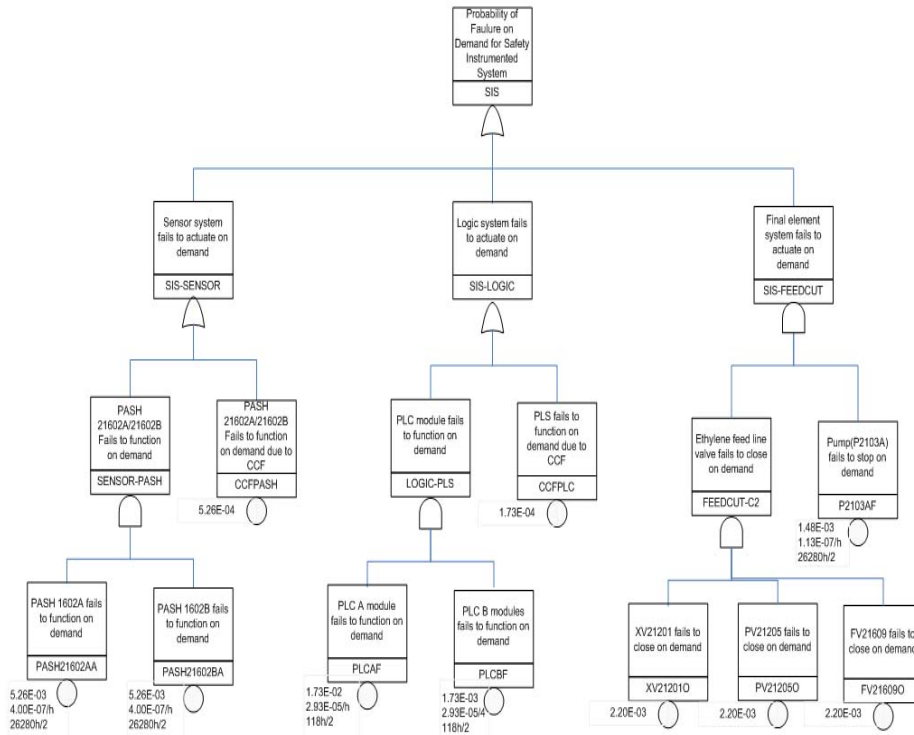 Probability of
Faulure on
Demand for Safety
Instrumented
System
SIS
Sensor system
fails to actuate on
demand
SIS-SENSOR
Logic system fails
to actuate on
demand
SIS-LOGIC
Final element
system fails to
actuate on
demand
SIS-FEEDCUT
PASH
21602A/21602B
Fails to function
on demand
SENSOR-PASH
PASH
21602A/21602B
Fails to function
on demand due to
CCF
CCFPASH
5.26E-04
PLC module fails
to function on
demand
LOGIC-PLS
PLS fails to
function on
demand due to
CCF
CCFPLC
1.73E-04
Ethylene feed line
valve fails to close
on demand
FEEDCUT-C2
Pump(P2103A)
fails to stop on
demand
P2103AF
1.48E-03
1.13E-07/h
26280h/2
PASH 1602A fails
to function on
demand
PASH21602AA
5.26E-03
4.00E-07/h
26280h/2
PASH 1602B fails
to function on
demand
PASH21602BA
5.26E-03
4.00E-07/h
26280h/2
PLC A module
fails to function on
demand
PLCAF
1.73E-02
2.93E-05/h
118h/2
PLC B modules
fails to function on
demand
PLCBF
1.73E-03
2.93E-05/4
118h/2
XV21201 fails to
close on demand
XV21201O
2.20E-03
PV21205 fails to
close on demand
PV21205O
2.20E-03
FV21609 fails to
close on demand
FV21609O
2.20E-03